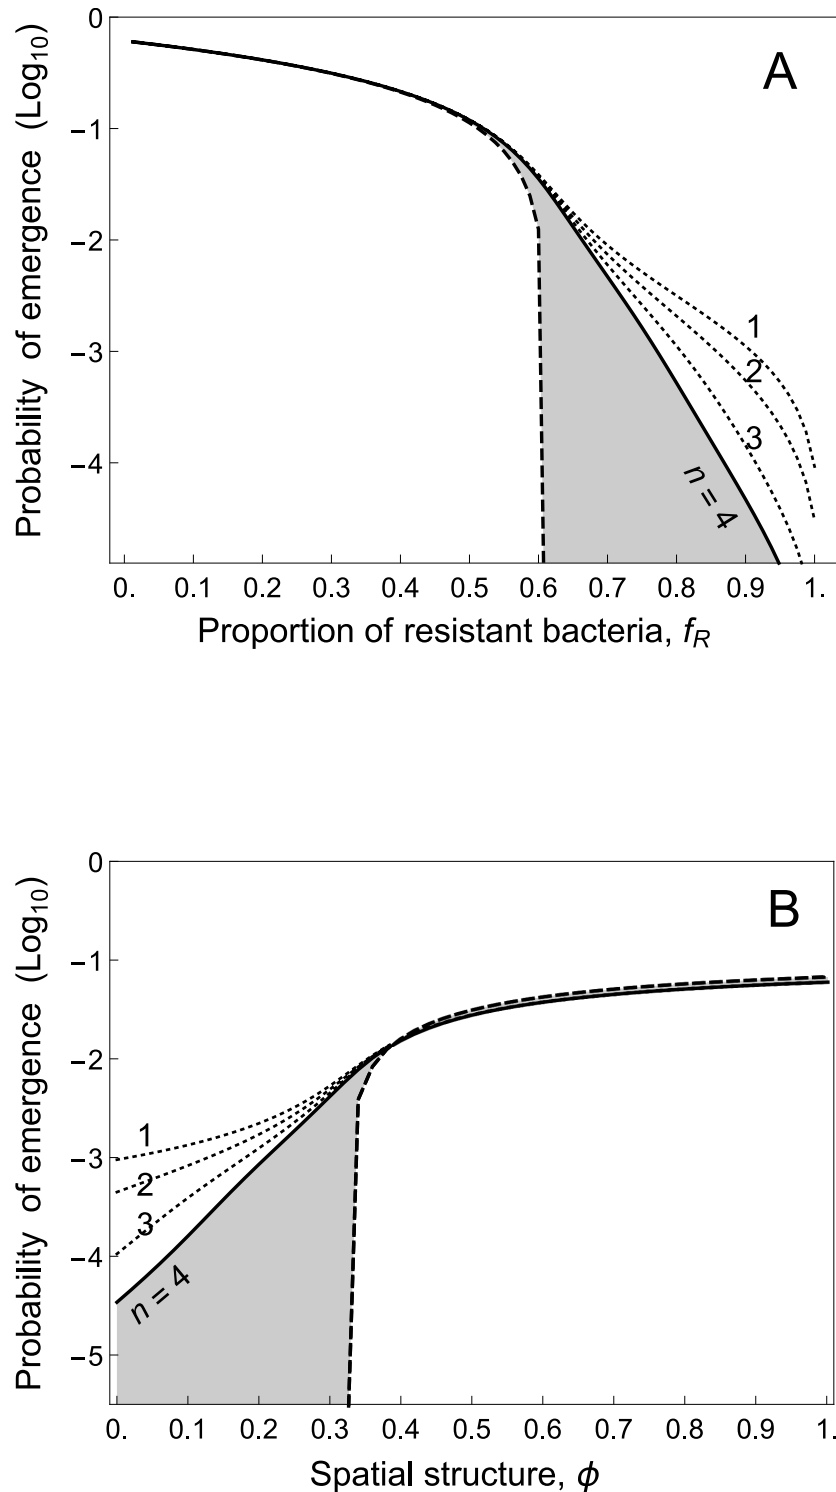 A
Probability of emergence (Log10)
0
−1
−2
−3
−4
1
2
3
n = 4
0. 0.1 0.2 0.3 0.4 0.5 0.6 0.7 0.8 0.9 1.
Proportion of resistant bacteria, fR
B
Probability of emergence (Log10)
0
−1
−2
−3
−4
−5
1
2
3
n = 4
0. 0.1 0.2 0.3 0.4 0.5 0.6 0.7 0.8 0.9 1.
Spatial structure, ϕ